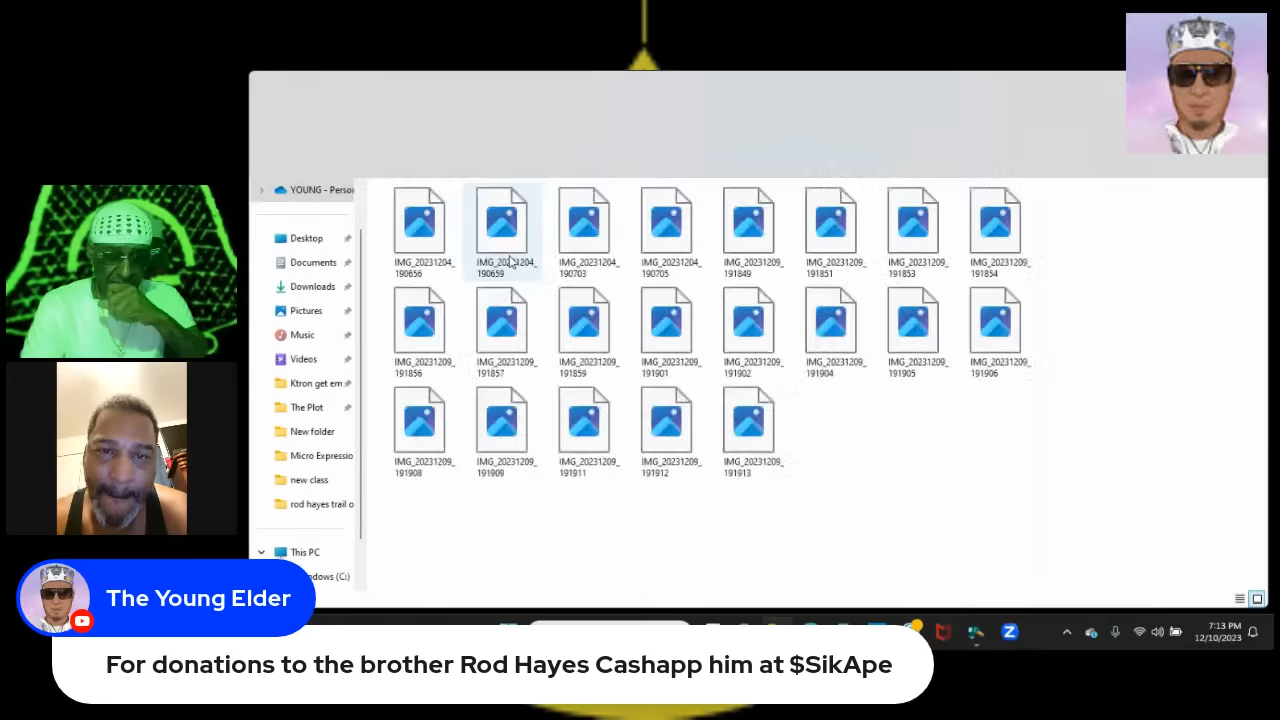 YOUNG - Perso
Desktop
Documents
Downloads
Pictures
Music
Videos
Ktron get em
The Plot
New folder
Micro Expressio
new class
rod hayes trail o
This PC
ndows (C:)
IMG_20231204_
190656
IMG_20231204_
190659
IMG_20231204_
190703
IMG_20231204_
190705
IMG_20231209_
191849
IMG_20231209_
191851
IMG_20231209_
191853
IMG_20231209_
191854
IMG_20231209_
191856
IMG_20231209_
191857
IMG_20231209_
191859
IMG_20231209_
191901
IMG_20231209_
191902
IMG_20231209_
191904
IMG_20231209_
191905
IMG_20231209_
191906
IMG_20231209_
191908
IMG_20231209_
191909
IMG_20231209_
191911
IMG_20231209_
191912
IMG_20231209_
191913
7:13 PM
12/10/2023
The Young Elder
For donations to the brother Rod Hayes Cashapp him at $SikApe